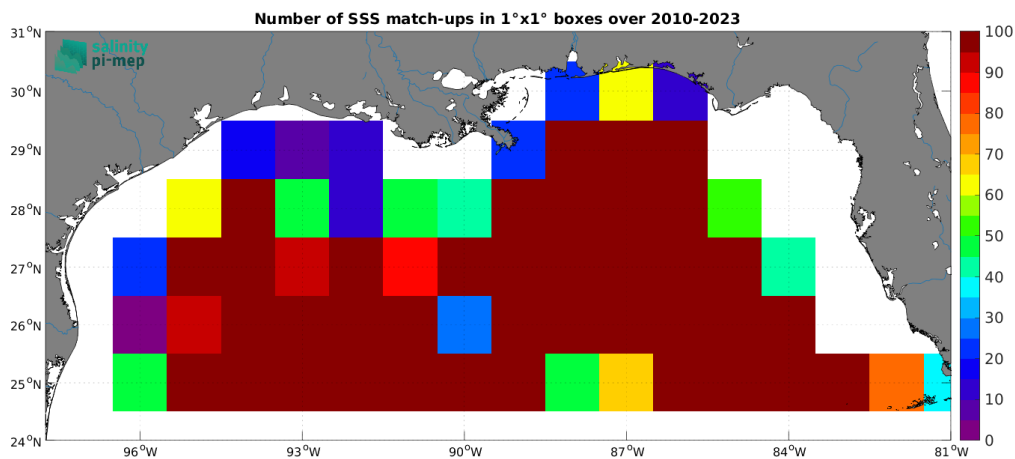 Number of SSS match-ups in 1°x1° boxes over 2010-2023
salinity
pi-mep
31°N
30°N
29°N
28°N
27°N
26°N
25°N
24°N
96°W
93°W
90°W
87°W
84°W
81°W
100
90
80
70
60
50
40
30
20
10
0